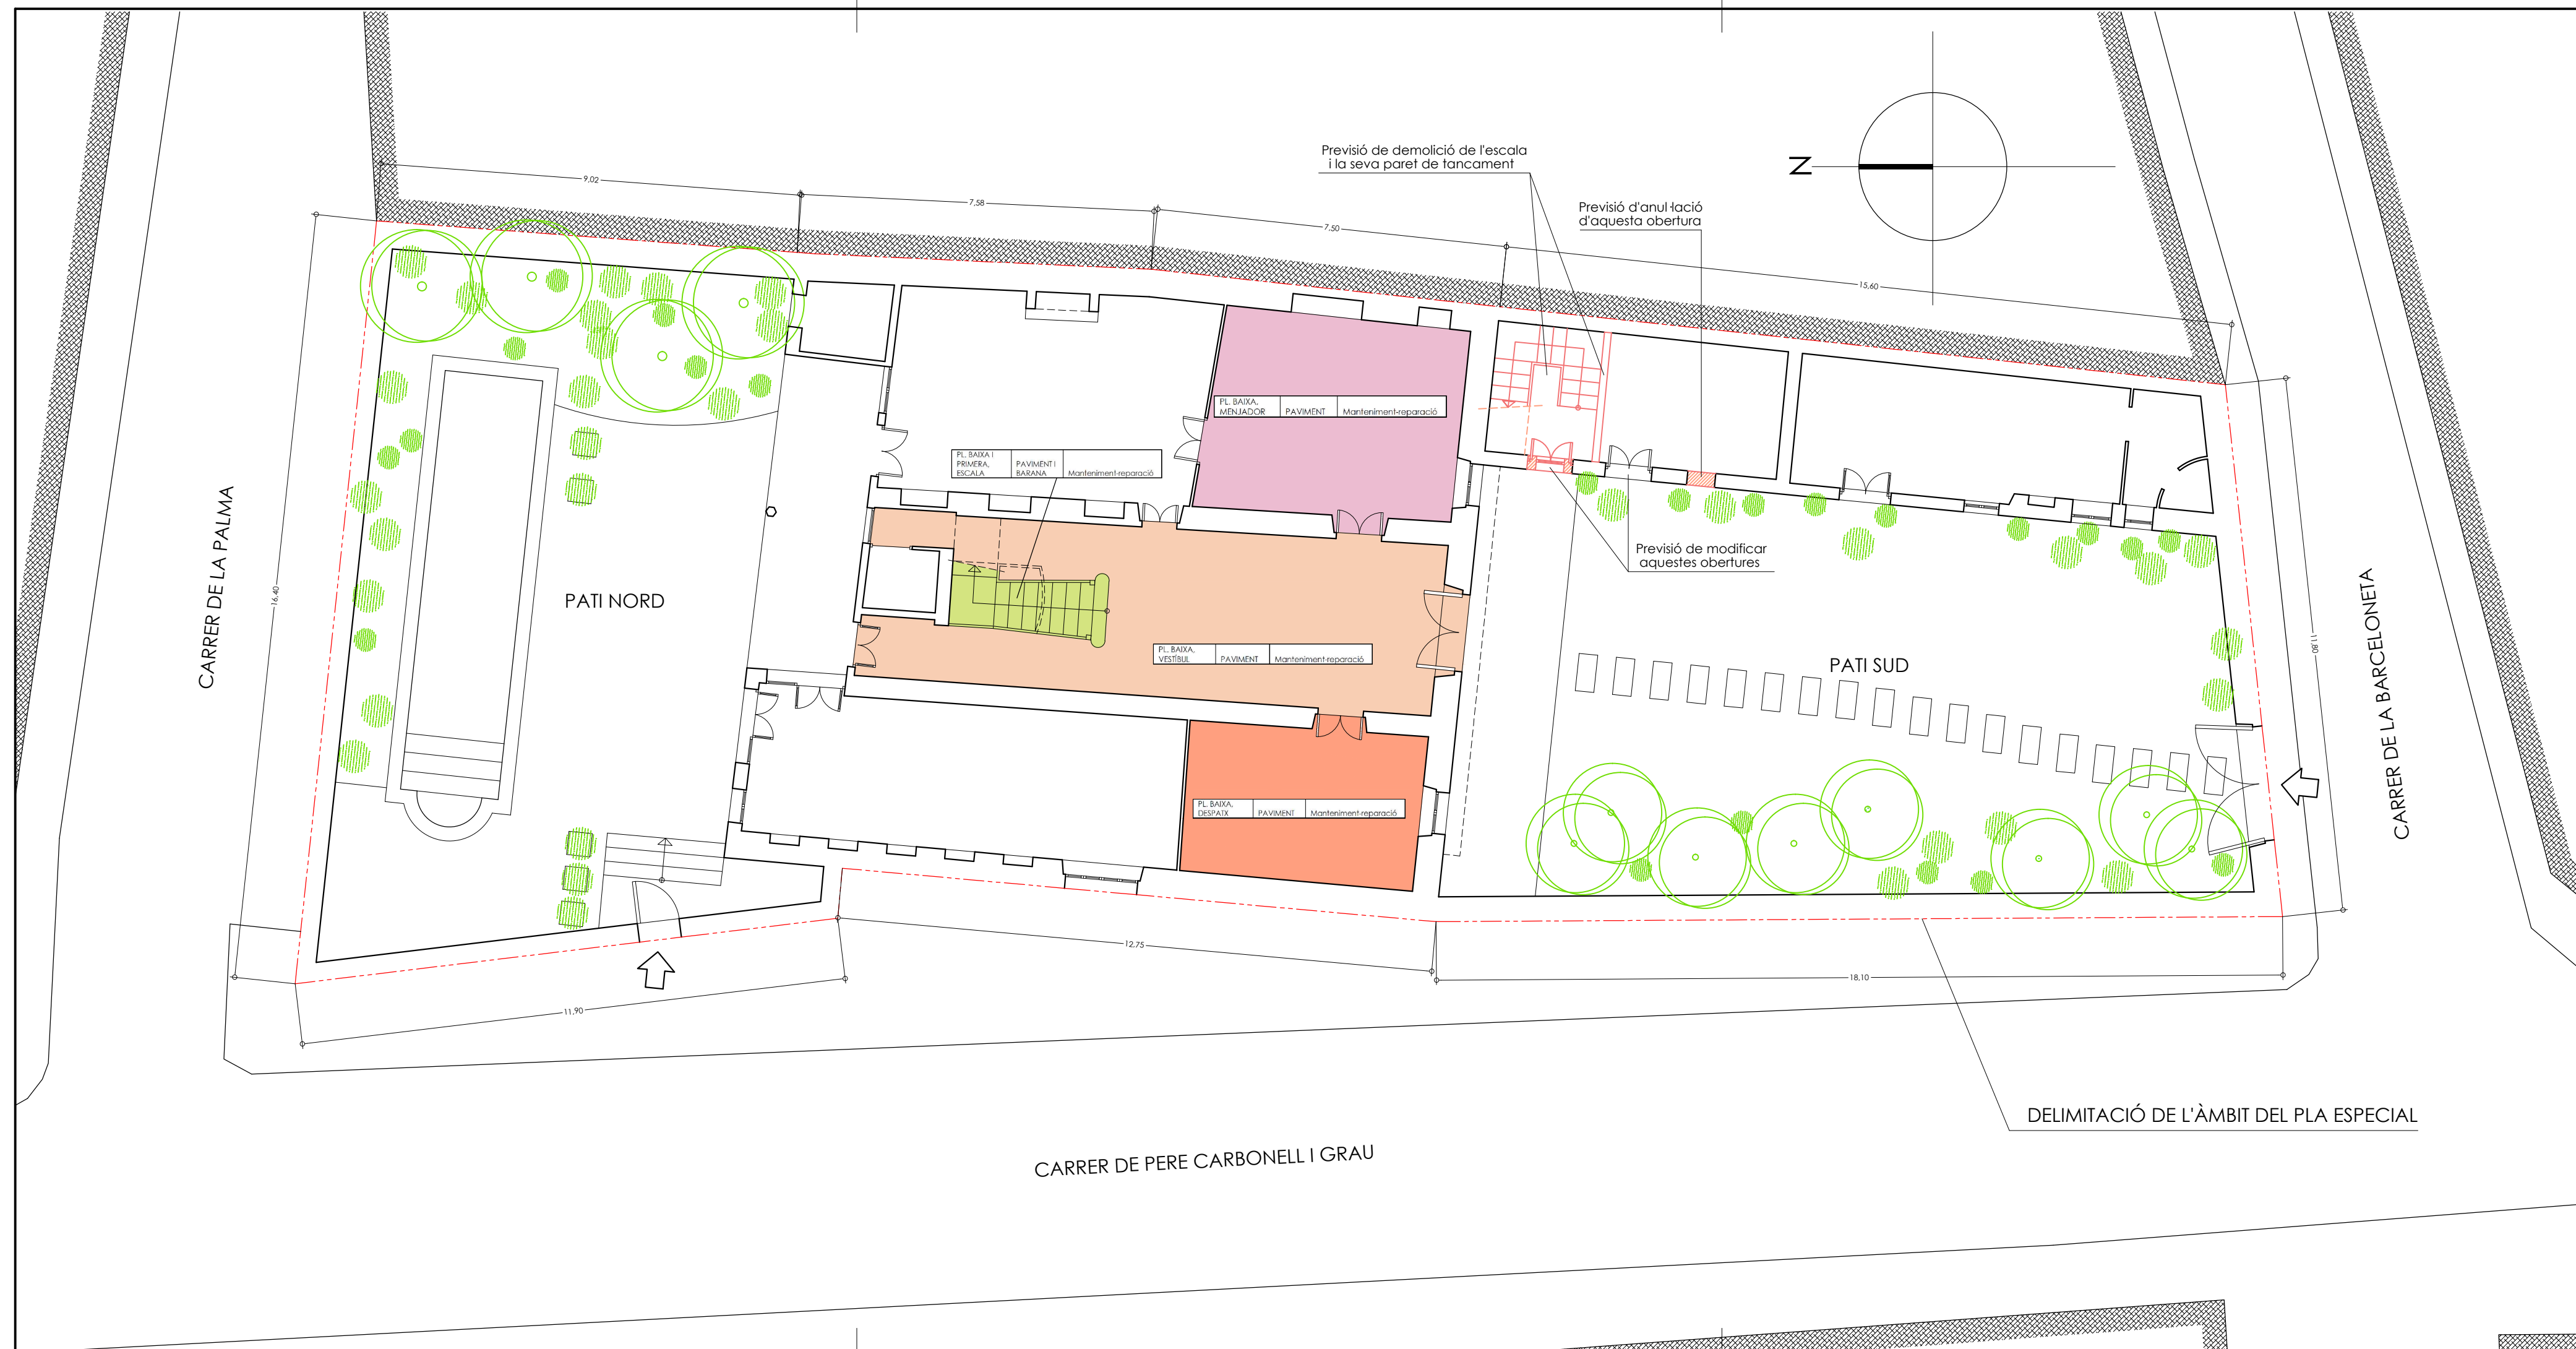 Previsió de demolició de l'escala
i la seva paret de tancament
Previsió d'anul·lació
d'aquesta obertura
N
9,02
7,58
7,50
15,60
PL. BAIXA,
MENJADOR
PAVIMENT
Manteniment-reparació
PL. BAIXA I
PRIMERA,
ESCALA
PAVIMENT I
BARANA
Manteniment-reparació
Previsió de modificar
aquestes obertures
CARRER DE LA PALMA
16,40
PATI NORD
PL. BAIXA,
VESTÍBUL
PAVIMENT
Manteniment-reparació
PATI SUD
11,80
CARRER DE LA BARCELONETA
PL. BAIXA,
DESPATX
PAVIMENT
Manteniment-reparació
12,75
18,10
11,90
DELIMITACIÓ DE L'ÀMBIT DEL PLA ESPECIAL
CARRER DE PERE CARBONELL I GRAU